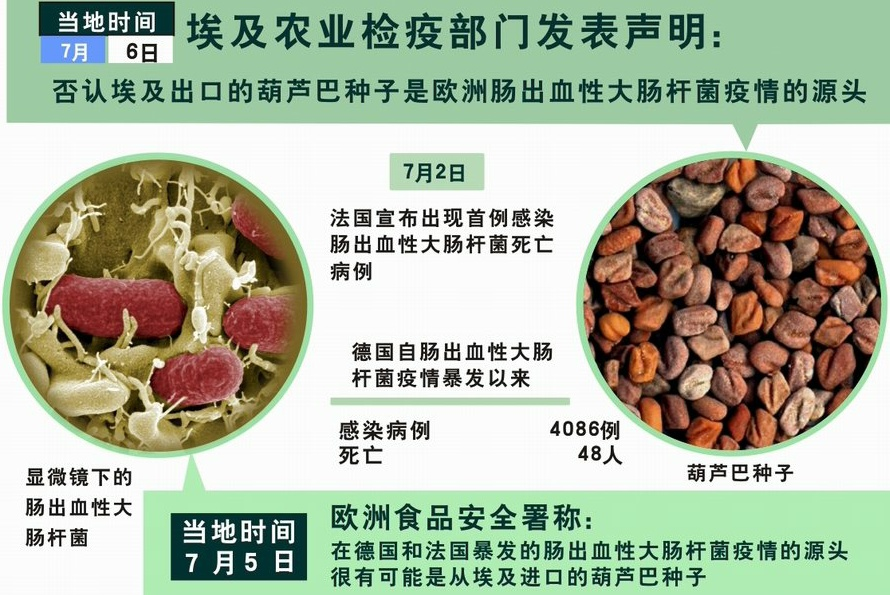 当地时间
7月 6日
埃及农业检疫部门发表声明:
否认埃及出口的葫芦巴种子是欧洲肠出血性大肠杆菌疫情的源头
7月2日
法国宣布出现首例感染
肠出血性大肠杆菌死亡
病例
德国自肠出血性大肠
杆菌疫情暴发以来
感染病例 4086例
死亡 48人
显微镜下的
肠出血性大
肠杆菌
葫芦巴种子
当地时间
7月5日
欧洲食品安全署称:
在德国和法国暴发的肠出血性大肠杆菌疫情的源头
很有可能是从埃及进口的葫芦巴种子